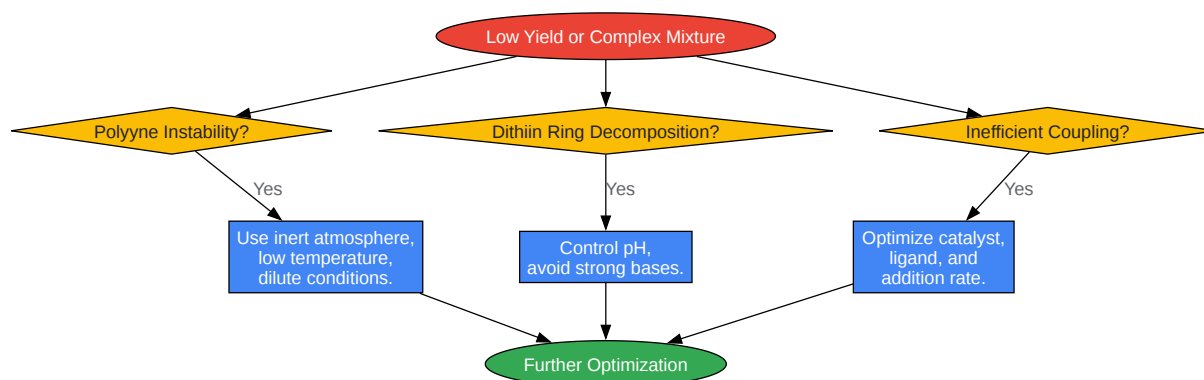 Low Yield or Complex Mixture
Polyyne Instability?
Dithiin Ring Decomposition?
Inefficient Coupling?
Yes
Yes
Yes
Use inert atmosphere,
low temperature,
dilute conditions.
Control pH,
avoid strong bases.
Optimize catalyst,
ligand, and
addition rate.
Further Optimization